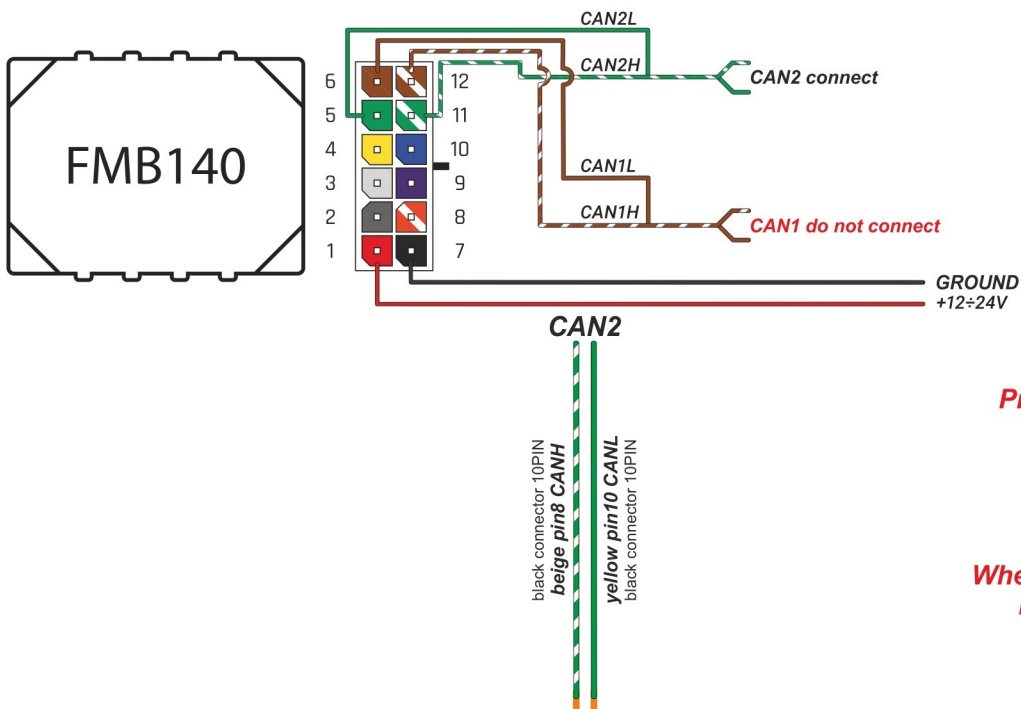 CAN2L
CAN2H
CAN2 connect
6 12
5 11
4 10
3 9
2 8
1 7
FMB140
CAN1L
CAN1H
CAN1 do not connect
GROUND
+12÷24V
CAN2
black connector 10PIN
beige pin8 CANH
yellow pin10 CANL
black connector 10PIN